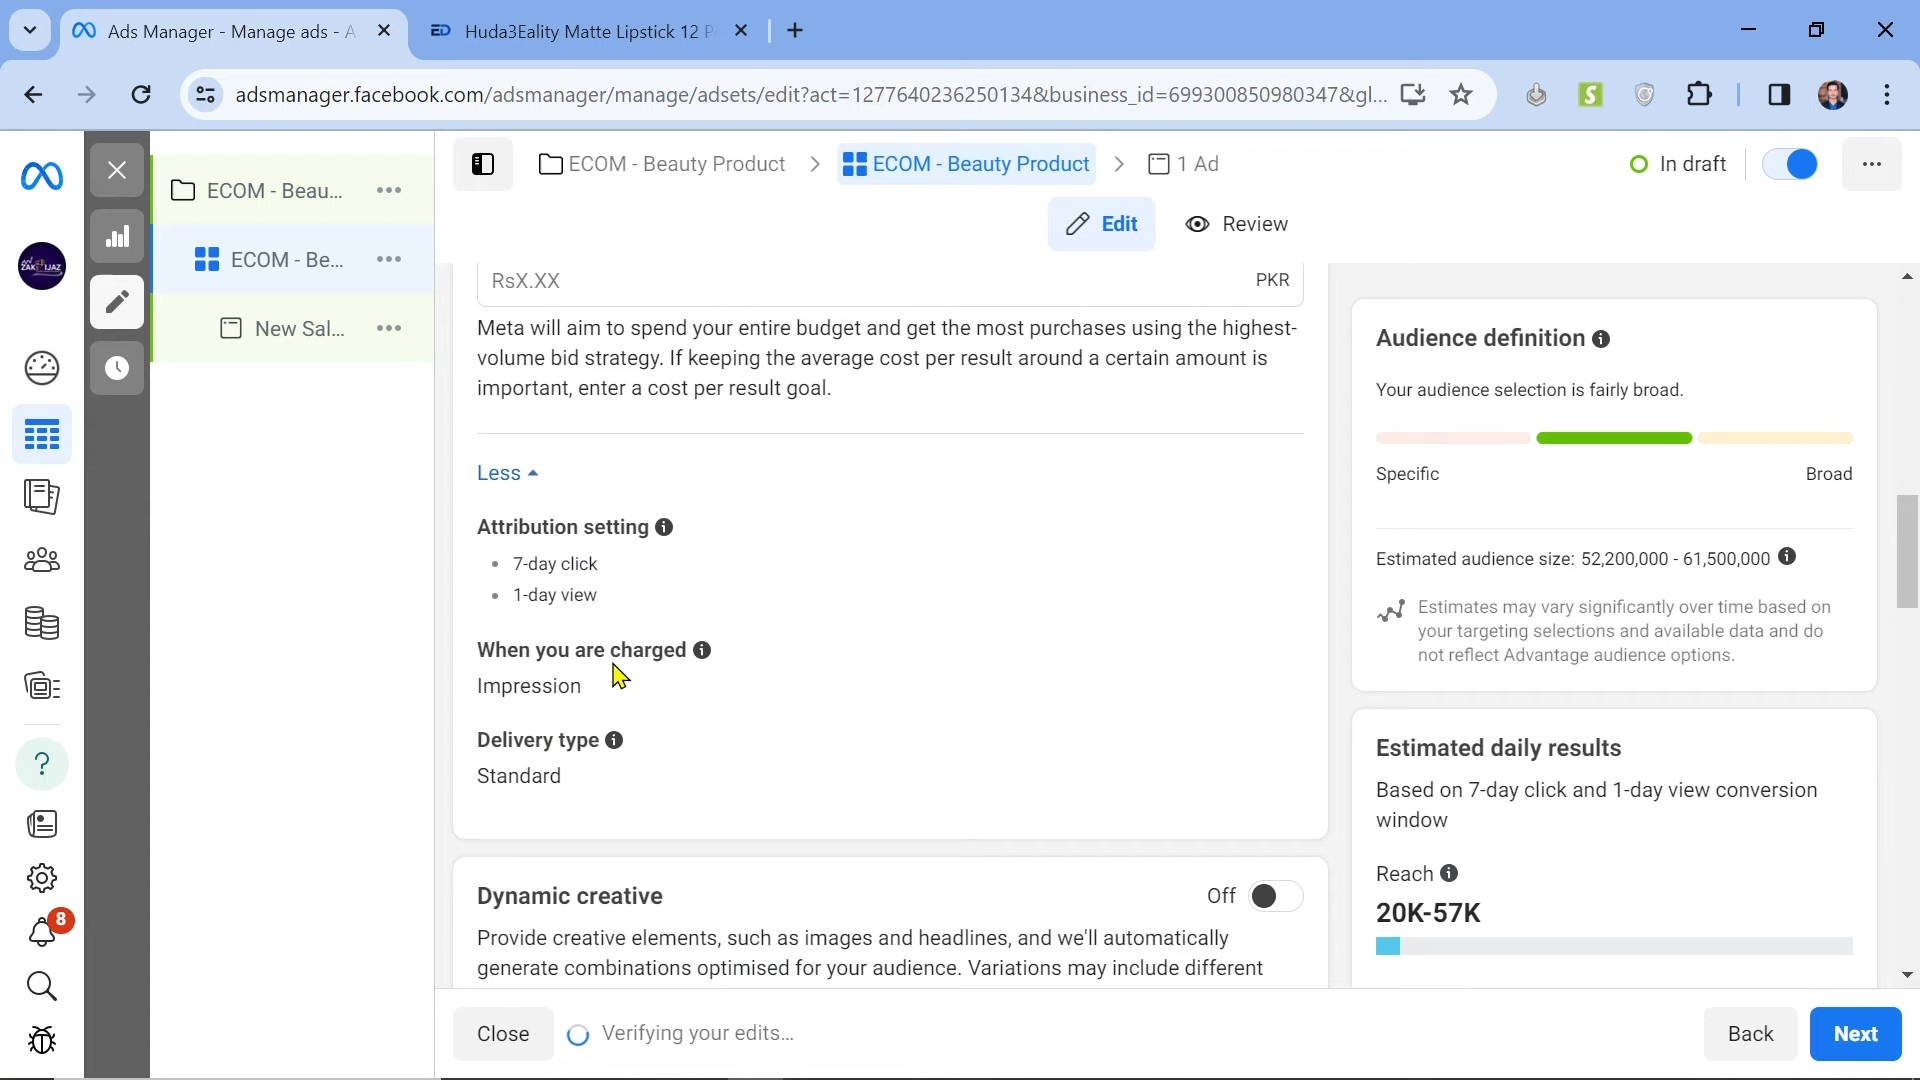 Ads Manager - Manage ads - A
Huda3Eality Matte Lipstick 12 P
adsmanager.facebook.com/adsmanager/manage/adsets/edit?act=1277640236250134&business_id=699300850980347&gl...
ECOM - Beau...
ECOM - Be...
New Sal...
ECOM - Beauty Product
ECOM - Beauty Product
1 Ad
In draft
Edit
Review
RsX.XX
PKR
Meta will aim to spend your entire budget and get the most purchases using the highest-
volume bid strategy. If keeping the average cost per result around a certain amount is
important, enter a cost per result goal.
Less
Attribution setting
• 7-day click
• 1-day view
When you are charged
Impression
Delivery type
Standard
Dynamic creative
Off
Provide creative elements, such as images and headlines, and we'll automatically
generate combinations optimised for your audience. Variations may include different
Audience definition
Your audience selection is fairly broad.
Specific
Broad
Estimated audience size: 52,200,000 - 61,500,000
Estimates may vary significantly over time based on
your targeting selections and available data and do
not reflect Advantage audience options.
Estimated daily results
Based on 7-day click and 1-day view conversion
window
Reach
20K-57K
8
Close
Verifying your edits...
Back
Next